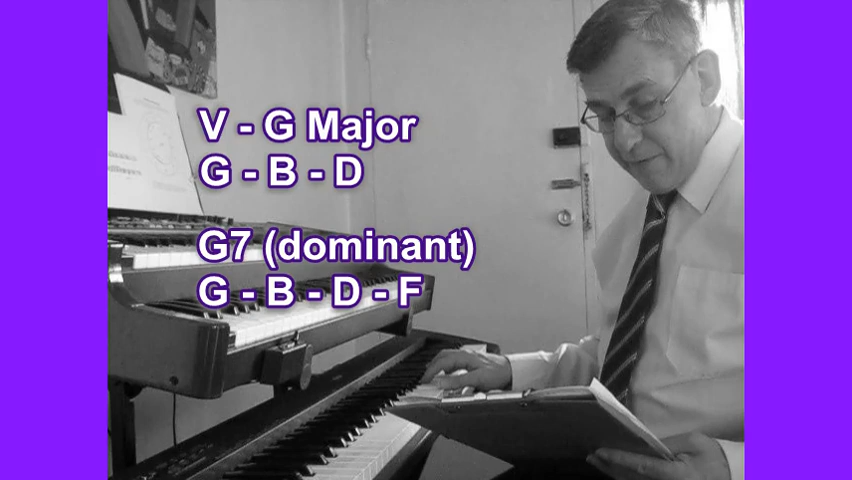 V - G Major
G - B - D
G7 (dominant)
G - B - D - F